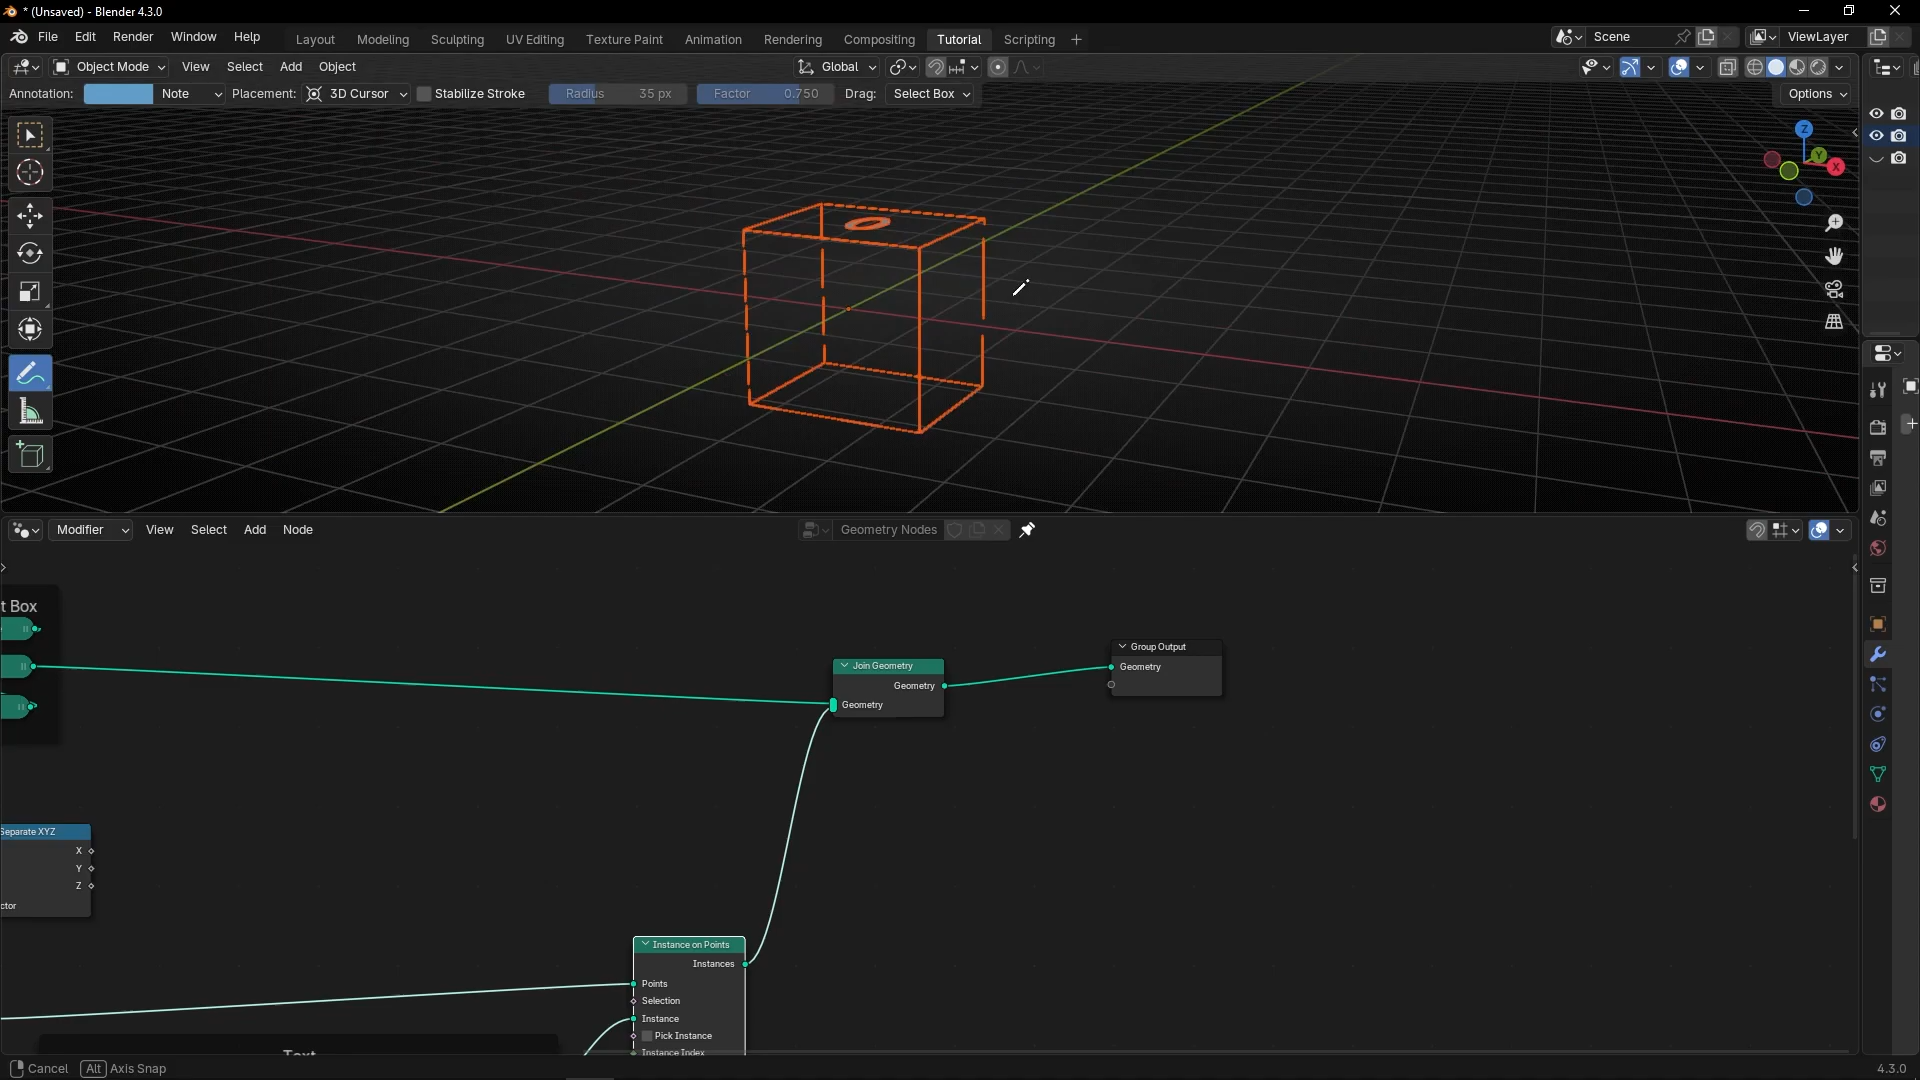 * (Unsaved) - Blender 4.3.0
File Edit Render Window Help Layout Modeling Sculpting UV Editing Texture Paint Animation Rendering Compositing Tutorial Scripting + Scene ViewLayer
Object Mode View Select Add Object Global
Annotation: Note Placement: 3D Cursor Stabilize Stroke Radius 35 px Factor 0.750 Drag: Select Box Options
Z
Y
X
Modifier View Select Add Node Geometry Nodes
t Box
Group Output
Geometry
Join Geometry
Geometry
Geometry
Separate XYZ
X
Y
Z
ctor
Instance on Points
Instances
Points
Selection
Instance
Pick Instance
Instance Index
Text
Cancel Alt Axis Snap 4.3.0